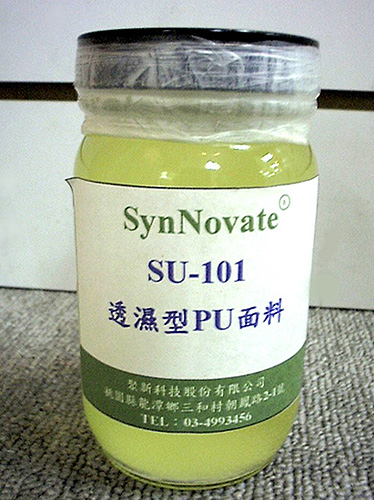 SynNovate®
SU-101
透濕型PU面料
聚新科技股份有限公司
桃園縣龍潭鄉三和村朝鳳路2-1號
TEL：03-4993456